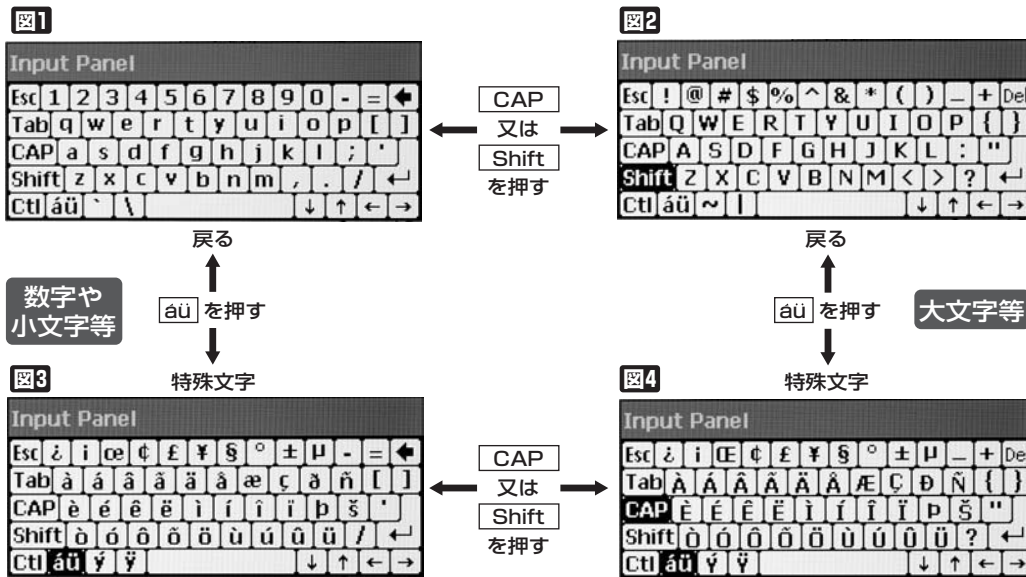 図1
Input Panel
Esc 1 2 3 4 5 6 7 8 9 0 - = 🡸
Tab q w e r t y u i o p [ ]
CAP a s d f g h j k l ; '
Shift z x c v b n m , . / ↵
Ctl áü ` \ ↓ ↑ ← →
CAP
又は
Shift
を押す
図2
Input Panel
Esc ! @ # $ % ^ & * ( ) _ + Del
Tab Q W E R T Y U I O P { }
CAP A S D F G H J K L : "
Shift Z X C V B N M < > ? ↵
Ctl áü ~ | ↓ ↑ ← →
戻る
戻る
数字や
小文字等
áü を押す
áü を押す
大文字等
図3
特殊文字
Input Panel
Esc ¿ ¡ œ ¢ £ ¥ § ° ± µ - = 🡸
Tab à á â ã ä å æ ç ð ñ [ ]
CAP è é ê ë ì í î ï þ š '
Shift ò ó ô õ ö ù ú û ü / ↵
Ctl áü ý ÿ ↓ ↑ ← →
CAP
又は
Shift
を押す
図4
特殊文字
Input Panel
Esc ¿ ¡ Œ ¢ £ ¥ § ° ± µ _ + De
Tab À Á Â Ã Ä Å Æ Ç Ð Ñ { }
CAP È É Ê Ë Ì Í Î Ï Þ Š "
Shift Ò Ó Ô Õ Ö Ù Ú Û Ü ? ↵
Ctl áü Ý Ÿ ↓ ↑ ← →